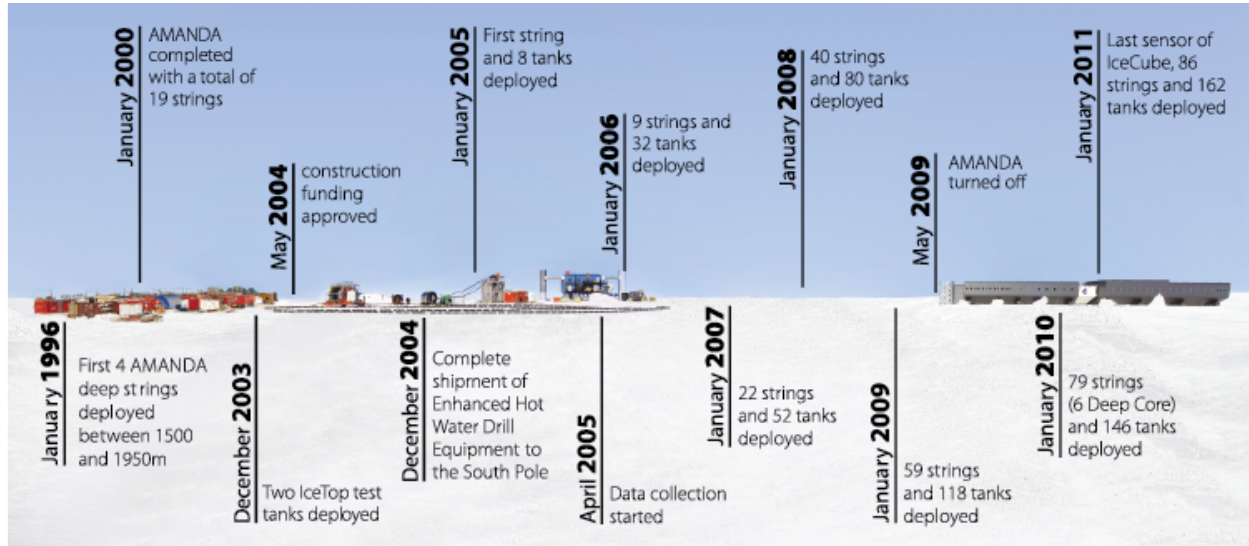 January 2000
AMANDA
completed
with a total of
19 strings
May 2004
construction
funding
approved
January 2005
First string
and 8 tanks
deployed
January 2006
9 strings and
32 tanks
deployed
January 2008
40 strings
and 80 tanks
deployed
May 2009
AMANDA
turned off
January 2011
Last sensor of
IceCube, 86
strings and 162
tanks deployed
January 1996
First 4 AMANDA
deep strings
deployed
between 1500
and 1950m
December 2003
Two IceTop test
tanks deployed
December 2004
Complete
shipment of
Enhanced Hot
Water Drill
Equipment to
the South Pole
April 2005
Data collection
started
January 2007
22 strings
and 52 tanks
deployed
January 2009
59 strings
and 118 tanks
deployed
January 2010
79 strings
(6 Deep Core)
and 146 tanks
deployed